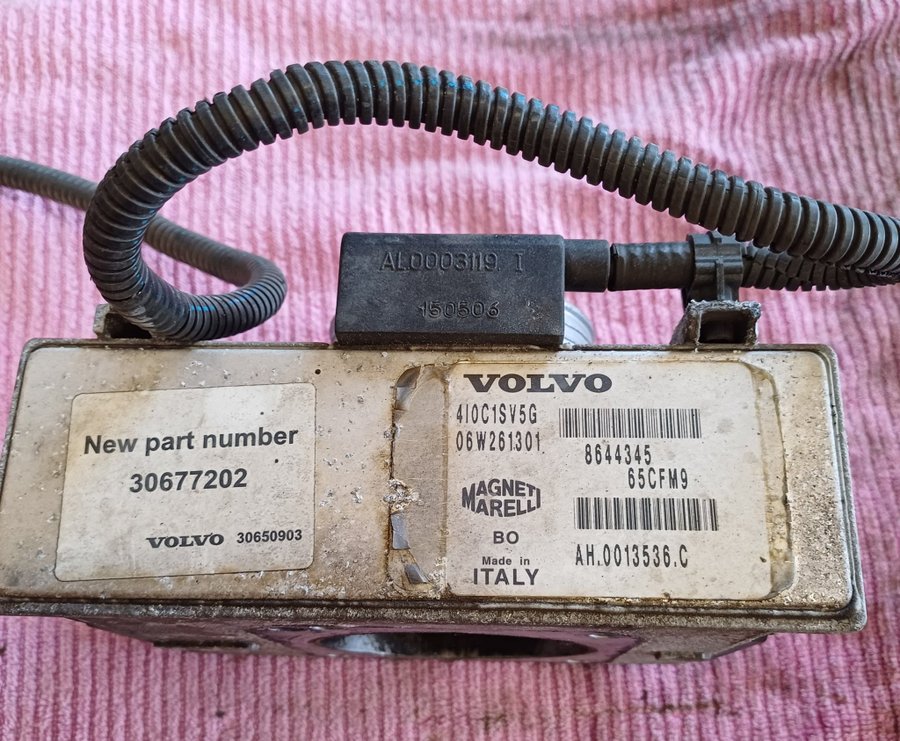 AL0003119 I
150506
New part number
30677202
VOLVO 30650903
VOLVO
4I0C1SV5G
06W261301
8644345
65CFM9
MAGNETI
MARELLI
BO
Made in
ITALY
AH.0013536.C